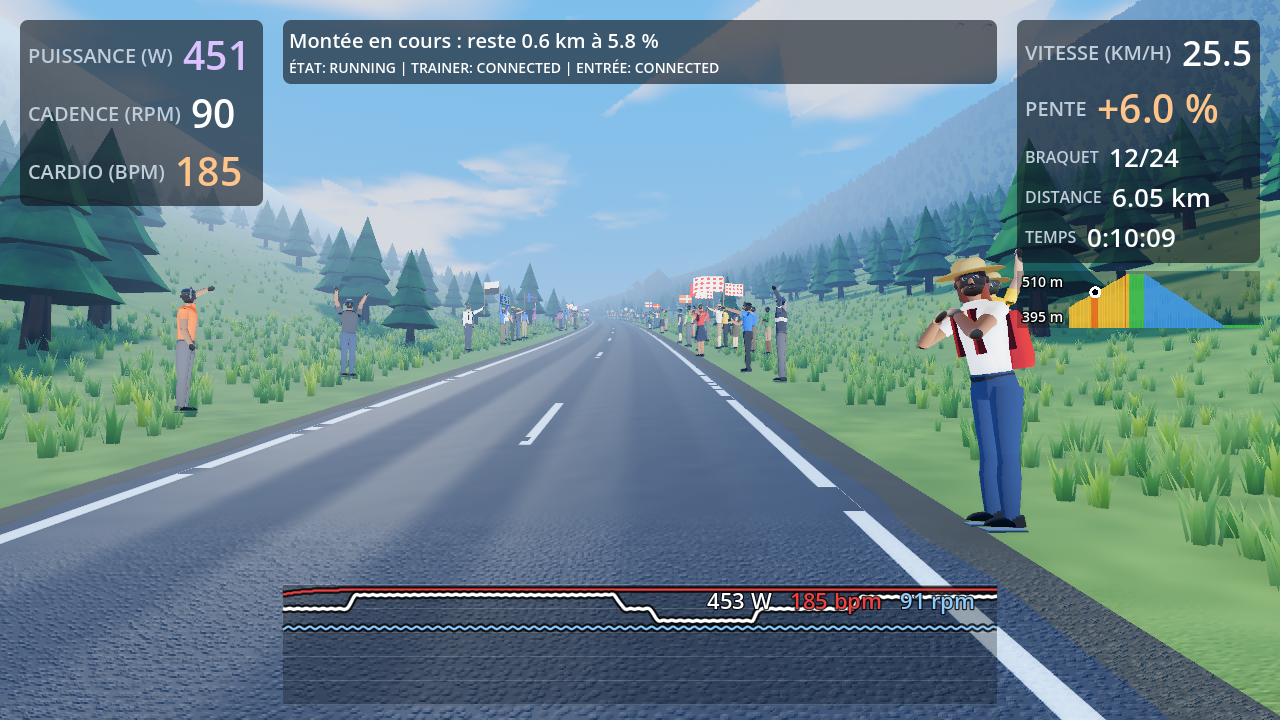 PUISSANCE (W) 451
CADENCE (RPM) 90
CARDIO (BPM) 185
Montée en cours : reste 0.6 km à 5.8 %
ÉTAT: RUNNING | TRAINER: CONNECTED | ENTRÉE: CONNECTED
VITESSE (KM/H) 25.5
PENTE +6.0 %
BRAQUET 12/24
DISTANCE 6.05 km
TEMPS 0:10:09
510 m
395 m
453 W 185 bpm 91 rpm